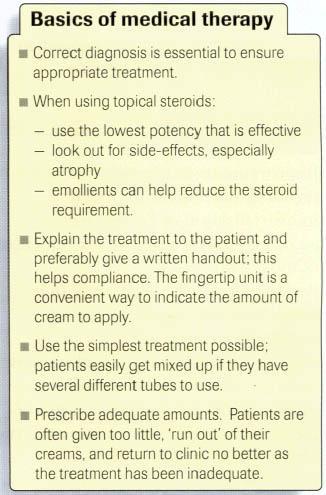 Basics of medical therapy
■ Correct diagnosis is essential to ensure
appropriate treatment.
■ When using topical steroids:
– use the lowest potency that is effective
– look out for side-effects, especially
atrophy
– emollients can help reduce the steroid
requirement.
■ Explain the treatment to the patient and
preferably give a written handout; this
helps compliance. The fingertip unit is a
convenient way to indicate the amount of
cream to apply.
■ Use the simplest treatment possible;
patients easily get mixed up if they have
several different tubes to use.
■ Prescribe adequate amounts. Patients are
often given too little, ‘run out’ of their
creams, and return to clinic no better as
the treatment has been inadequate.